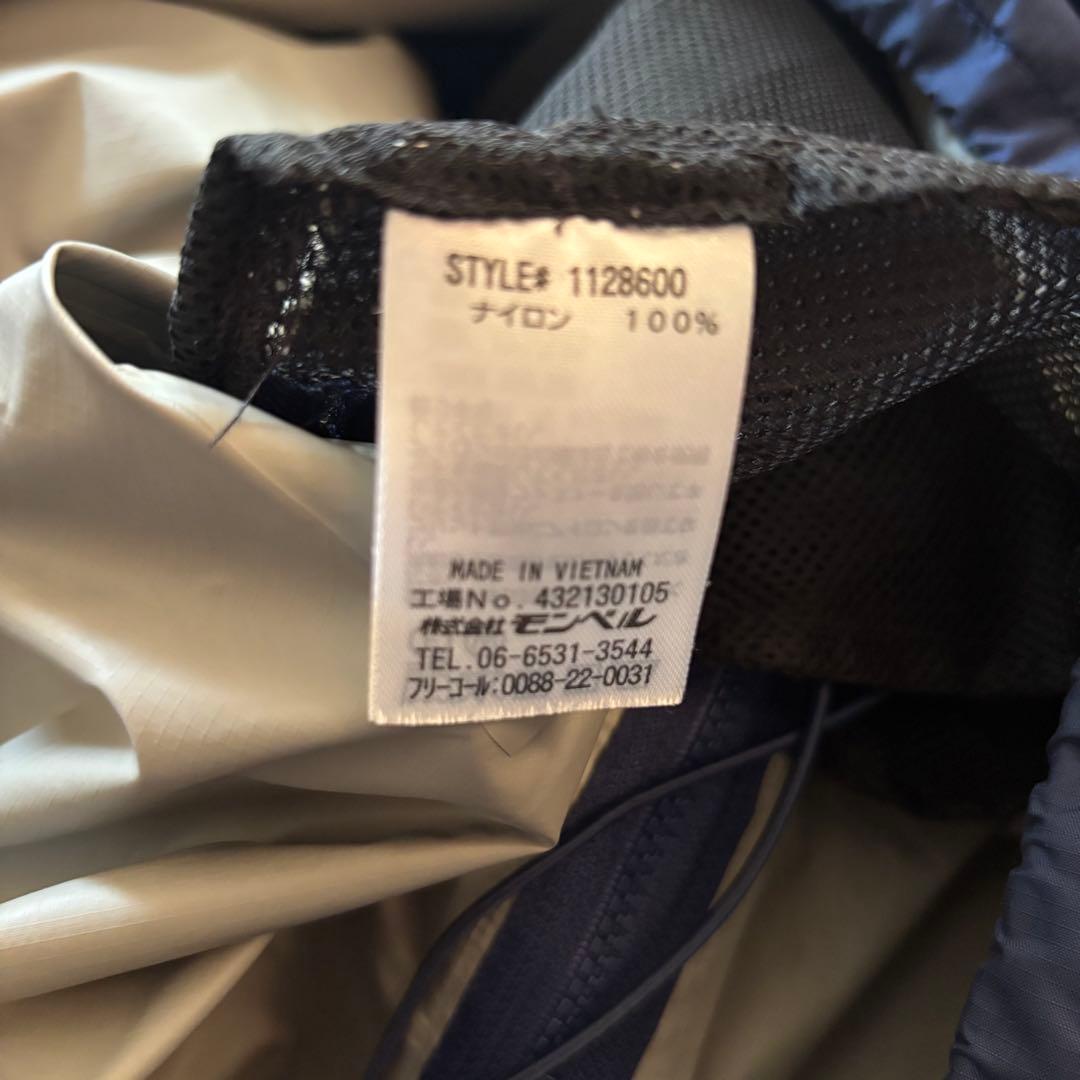 STYLE# 1128600
ナイロン 100%
MADE IN VIETNAM
工場No. 432130105
株式会社 モンベル
TEL.06-6531-3544
フリーコール:0088-22-0031